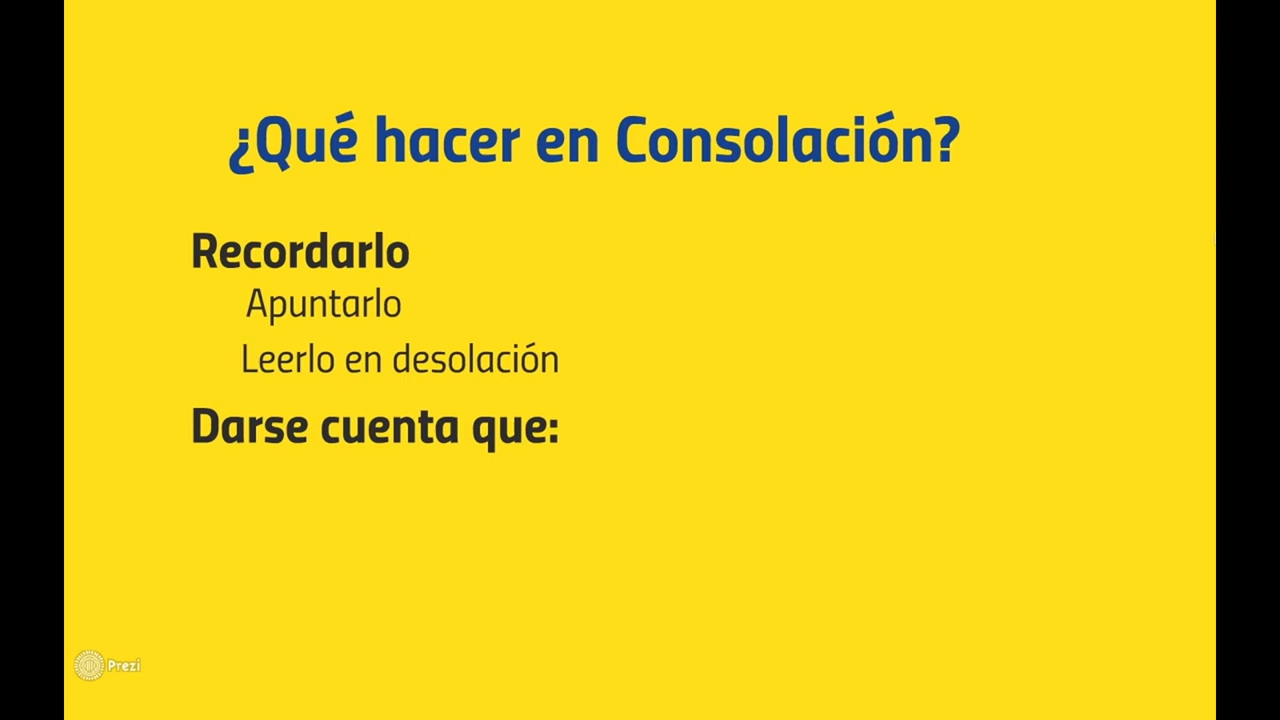 ¿Qué hacer en Consolación?
Recordarlo
Apuntarlo
Leerlo en desolación
Darse cuenta que:
Prezi